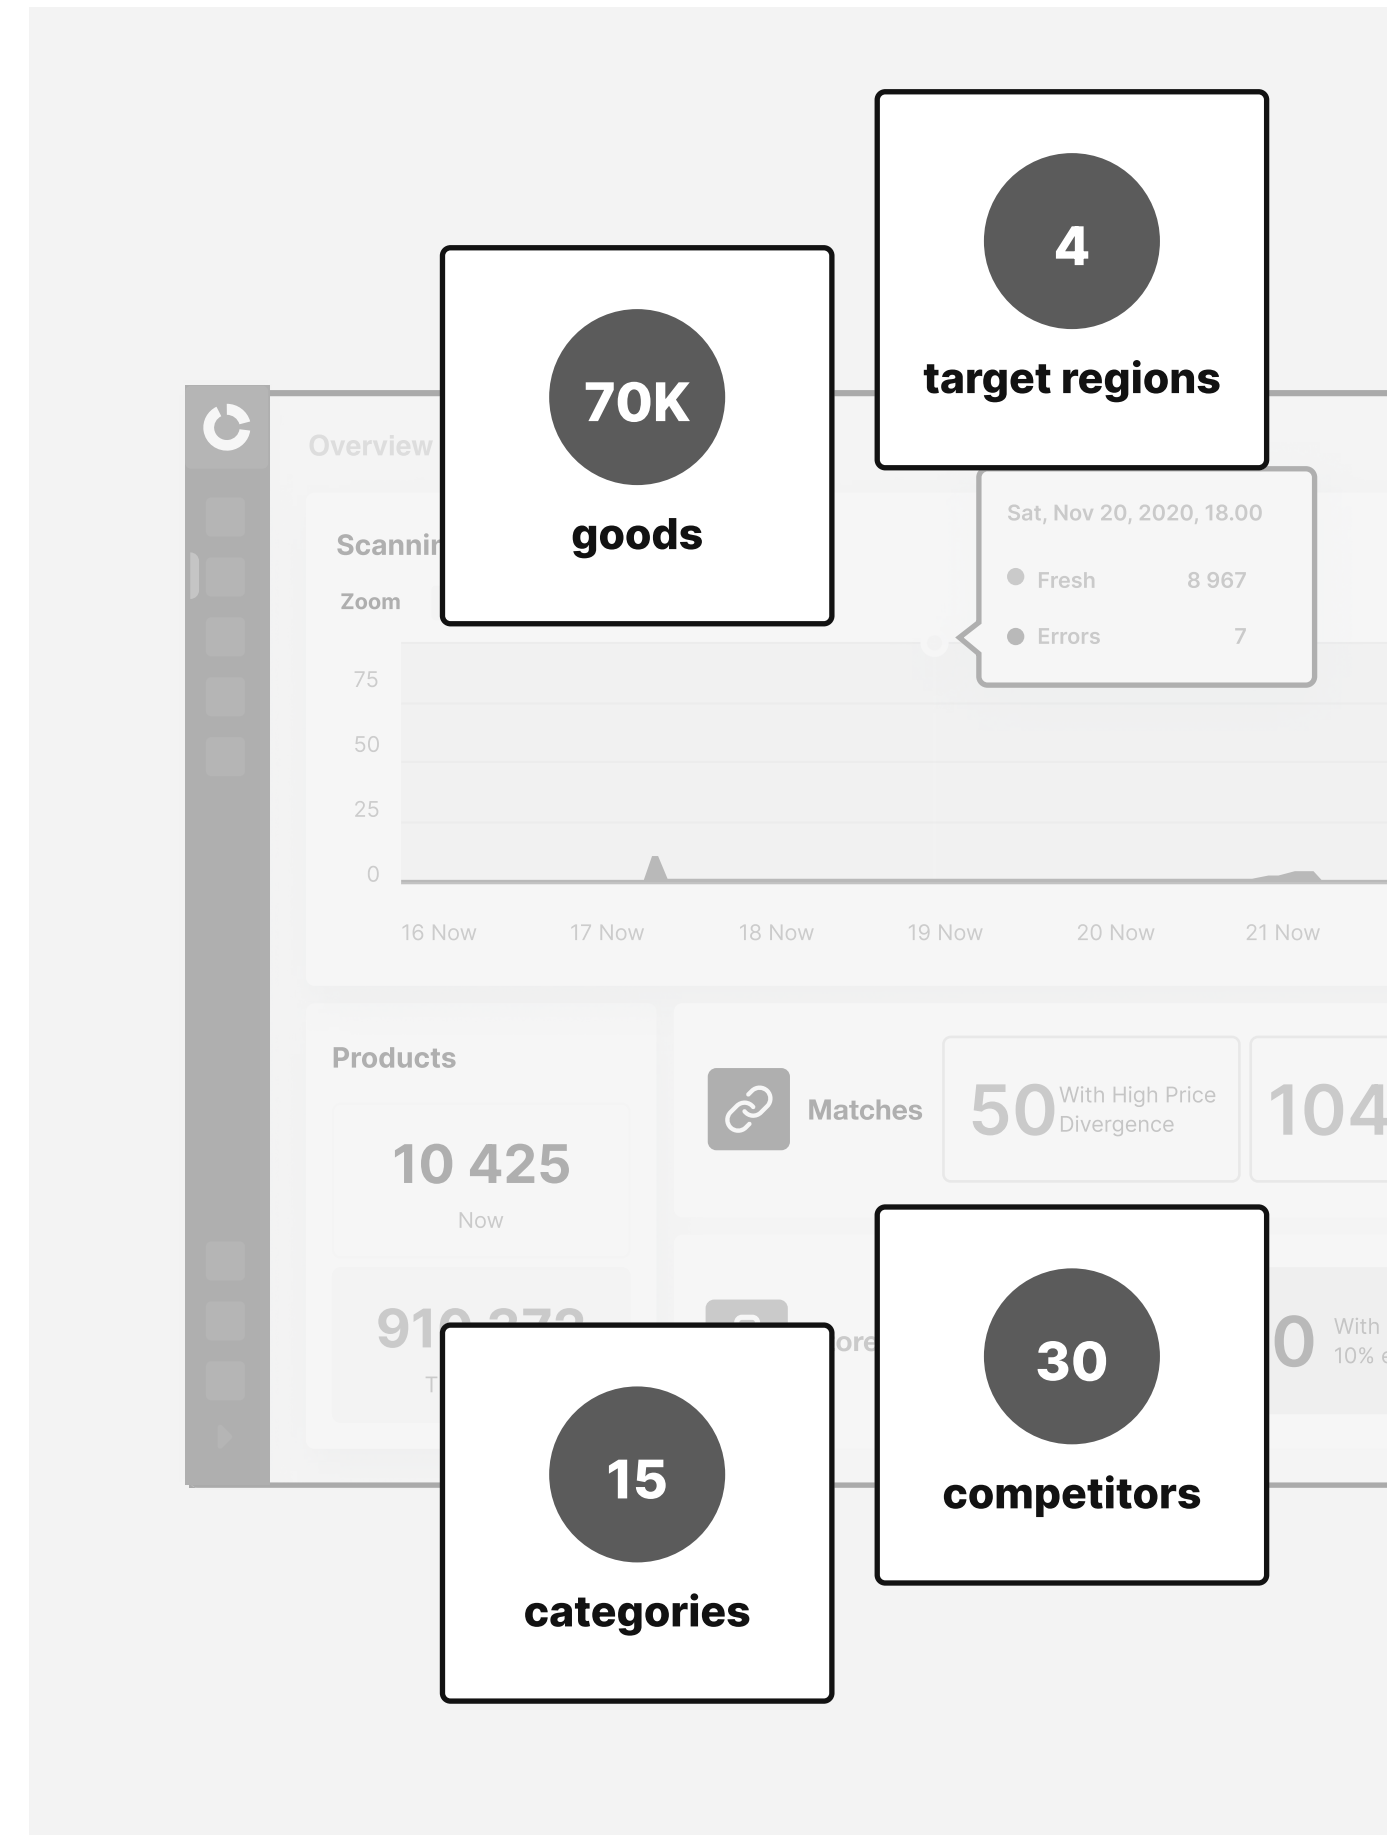 4
target regions
70K
goods
Overview
Sat, Nov 20, 2020, 18.00
Fresh 8 967
Errors 7
Zoom
75
50
25
0
16 Now 17 Now 18 Now 19 Now 20 Now 21 Now
Products
10 425
Now
Matches
50 With High Price
Divergence
104
30
competitors
With
10%
15
categories